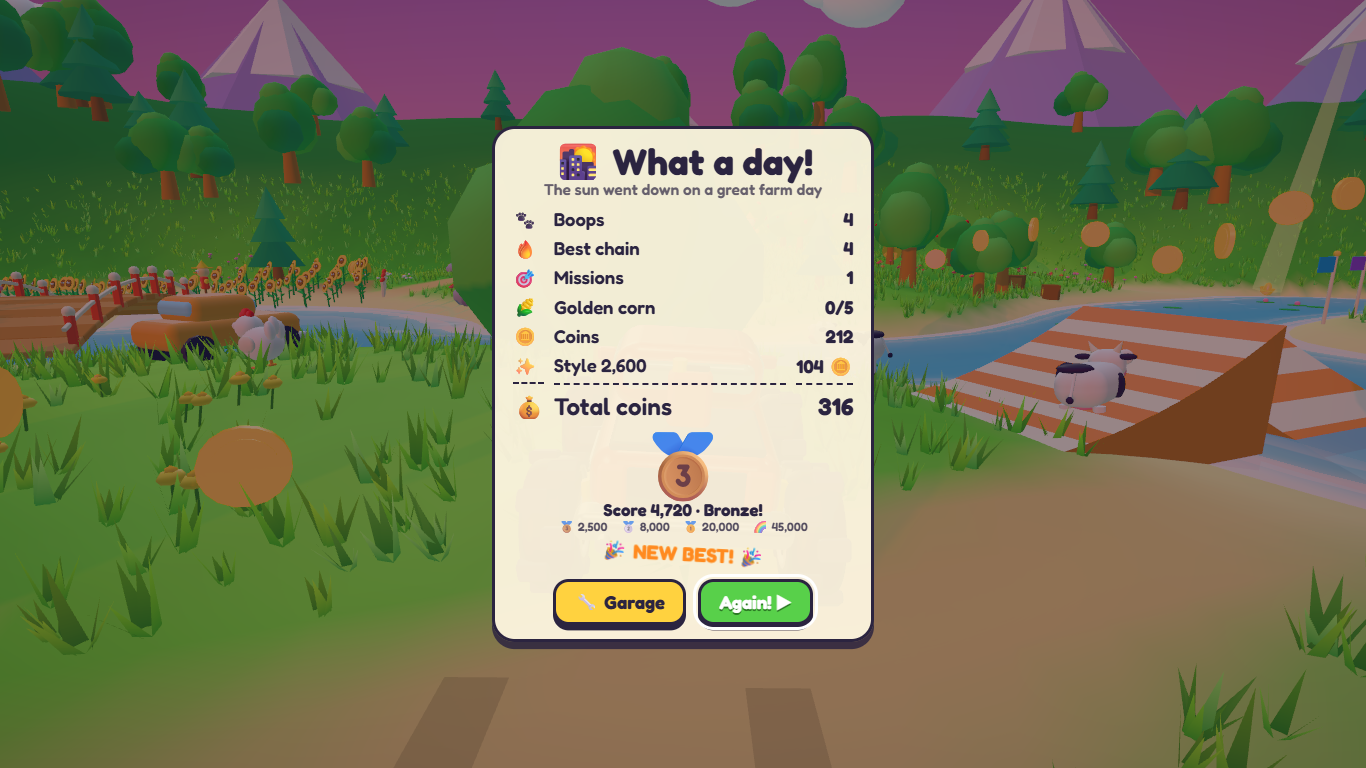 What a day!
The sun went down on a great farm day
Boops 4
Best chain 4
Missions 1
Golden corn 0/5
Coins 212
Style 2,600 104
Total coins 316
3
Score 4,720 · Bronze!
2,500 8,000 20,000 45,000
NEW BEST!
Garage Again!